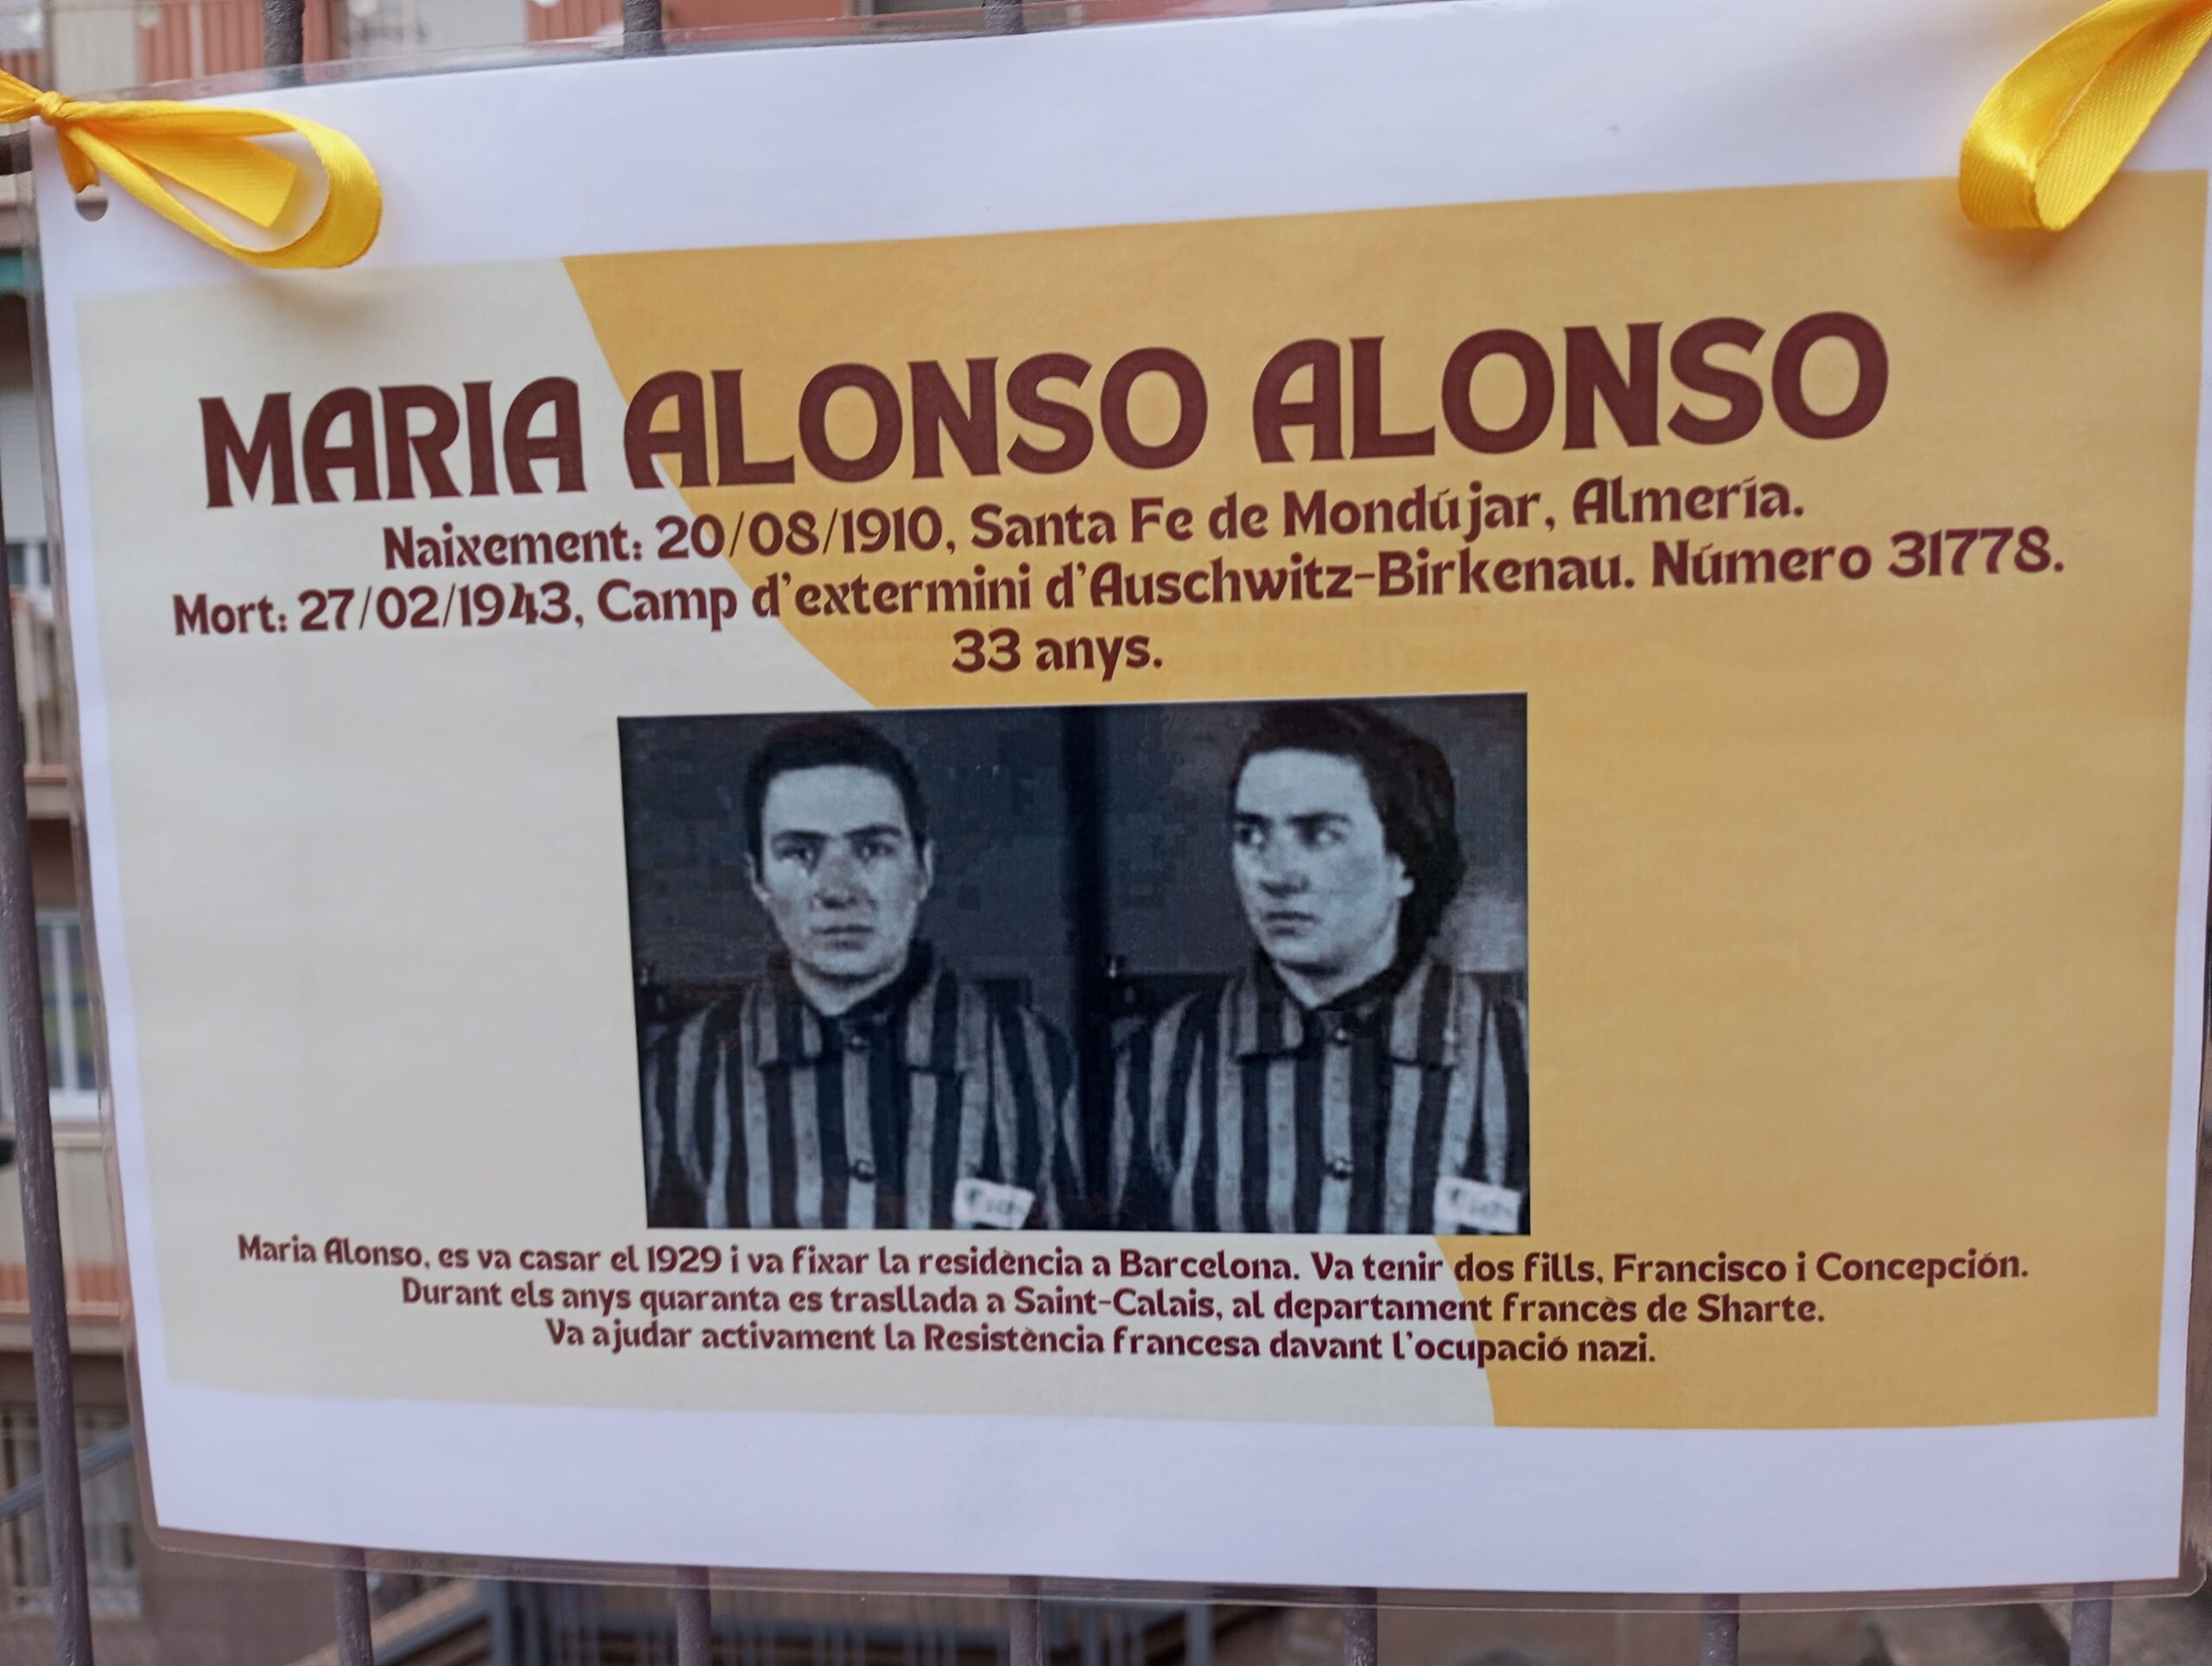 MARIA ALONSO ALONSO
Naixement: 20/08/1910, Santa Fe de Mondújar, Almería.
Mort: 27/02/1943, Camp d'extermini d'Auschwitz-Birkenau. Número 31778.
33 anys.
Maria Alonso, es va casar el 1929 i va fixar la residència a Barcelona. Va tenir dos fills, Francisco i Concepción.
Durant els anys quaranta es trasllada a Saint-Calais, al departament francès de Sharte.
Va ajudar activament la Resistència francesa davant l'ocupació nazi.